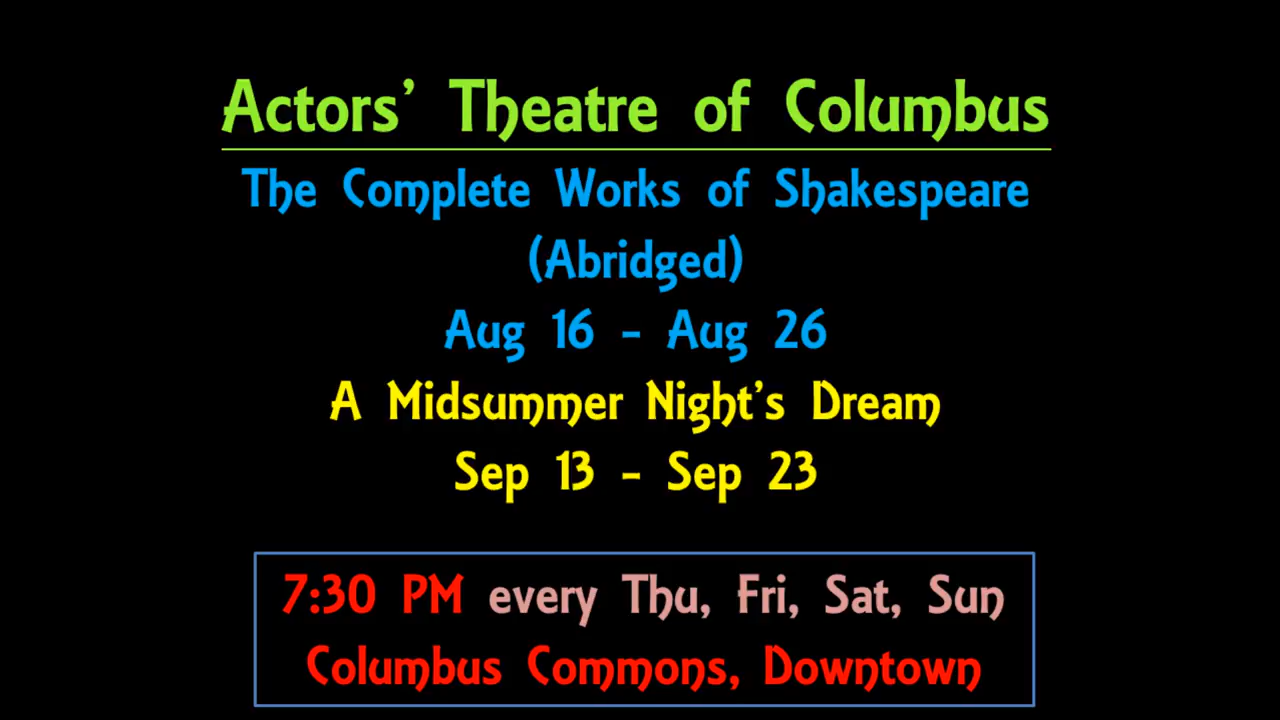 Actors’ Theatre of Columbus
The Complete Works of Shakespeare
(Abridged)
Aug 16 - Aug 26
A Midsummer Night’s Dream
Sep 13 - Sep 23
7:30 PM every Thu, Fri, Sat, Sun
Columbus Commons, Downtown